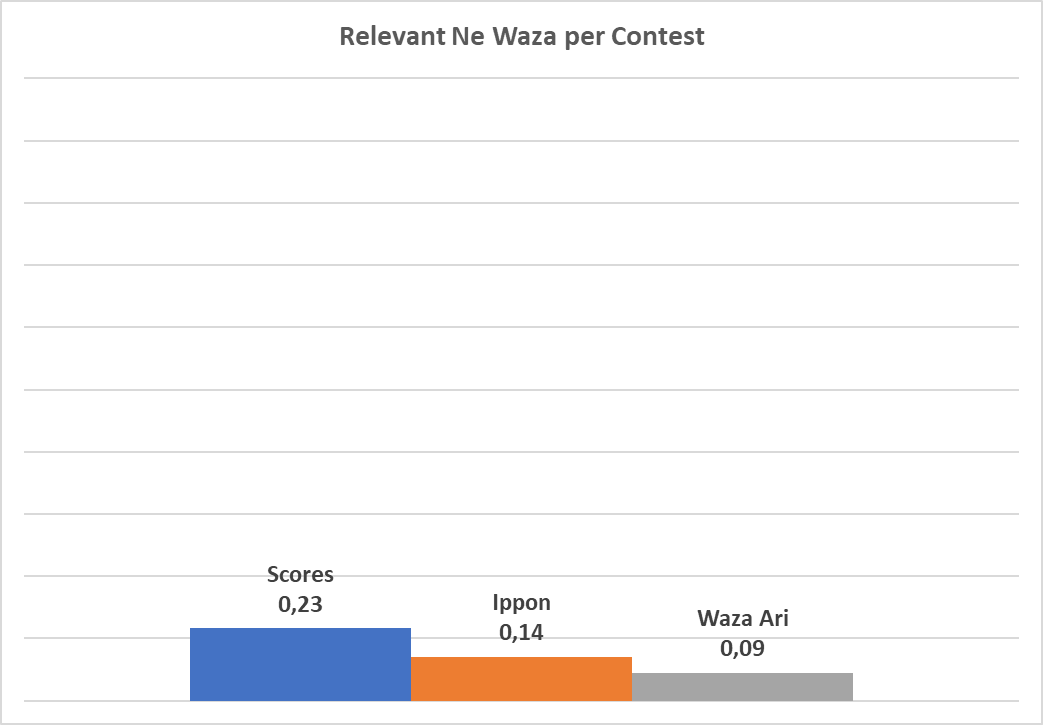 Relevant Ne Waza per Contest
Scores
0,23
Ippon
0,14
Waza Ari
0,09